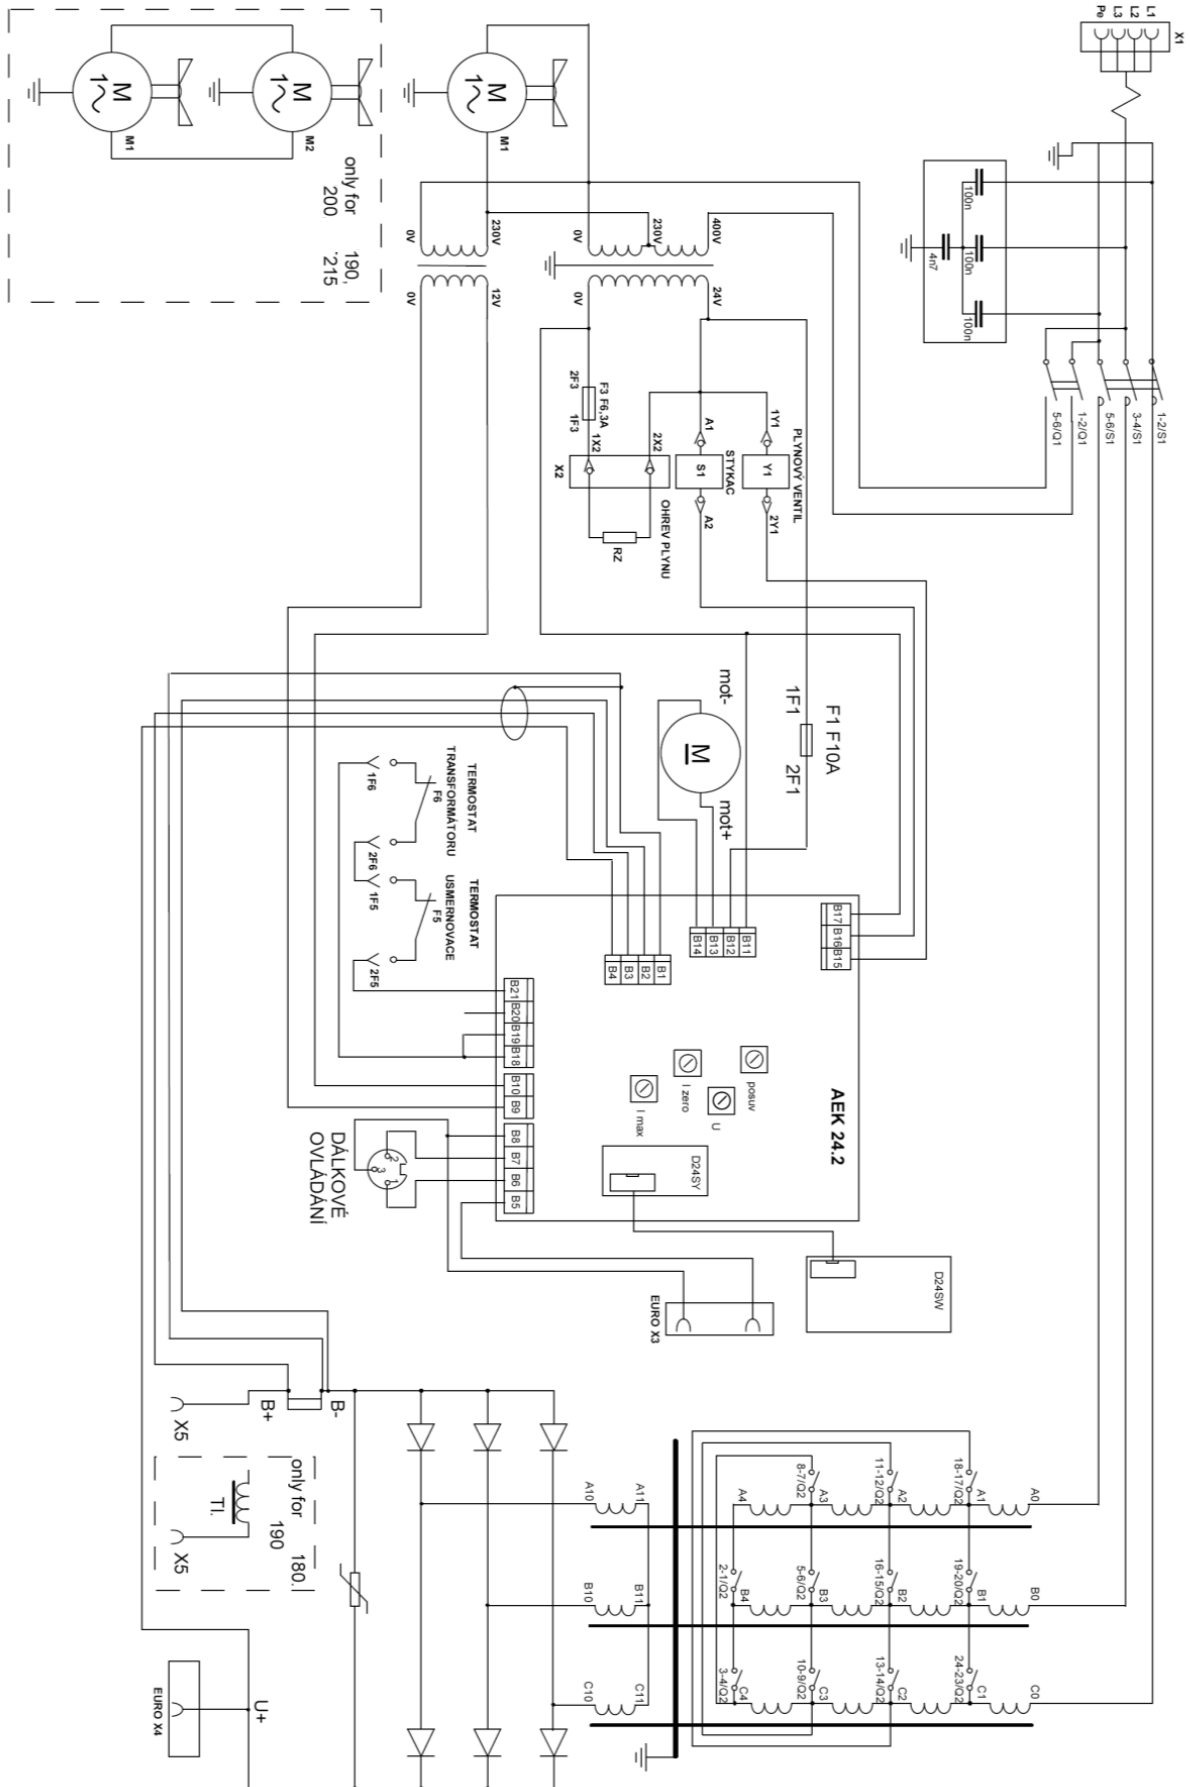 X1
L1
L2
L3
Pe
100n
100n
100n
4n7
1-2/S1
3-4/S1
5-6/S1
1-2/Q1
5-6/Q1
M
1
M1
M
1
M2
only for 190,
200 '215
M
1
M1
0V
230V
0V
230V
400V
0V
12V
0V
24V
2F3
F3 F6,3A
1F3
1X2
2X2
X2
RZ
OHREV PLYNU
A1
S1
A2
STYKAC
1Y1
Y1
2Y1
PLYNOVÝ VENTIL
F1 F10A
1F1
2F1
mot-
M
mot+
TERMOSTAT
TRANSFORMÁTORU
F6
1F6
2F6
TERMOSTAT
USMERNOVACE
F5
1F5
2F5
B17
B16
B15
B11
B12
B13
B14
B1
B2
B3
B4
B21
B20
B19
B18
B10
B9
B8
B7
B6
B5
AEK 24.2
posuv
U
I zero
I max
D24SY
D24SW
2
3
1
DÁLKOVÉ
OVLÁDÁNÍ
EURO X3
B-
B+
X5
only for 180.
190
Tl.
X5
U+
EURO X4
A11
A10
B11
B10
C11
C10
A0
A1
A2
A3
A4
18-17/Q2
11-12/Q2
8-7/Q2
B0
B1
B2
B3
B4
19-20/Q2
16-15/Q2
5-6/Q2
2-1/Q2
C0
C1
C2
C3
C4
24-23/Q2
13-14/Q2
10-9/Q2
3-4/Q2